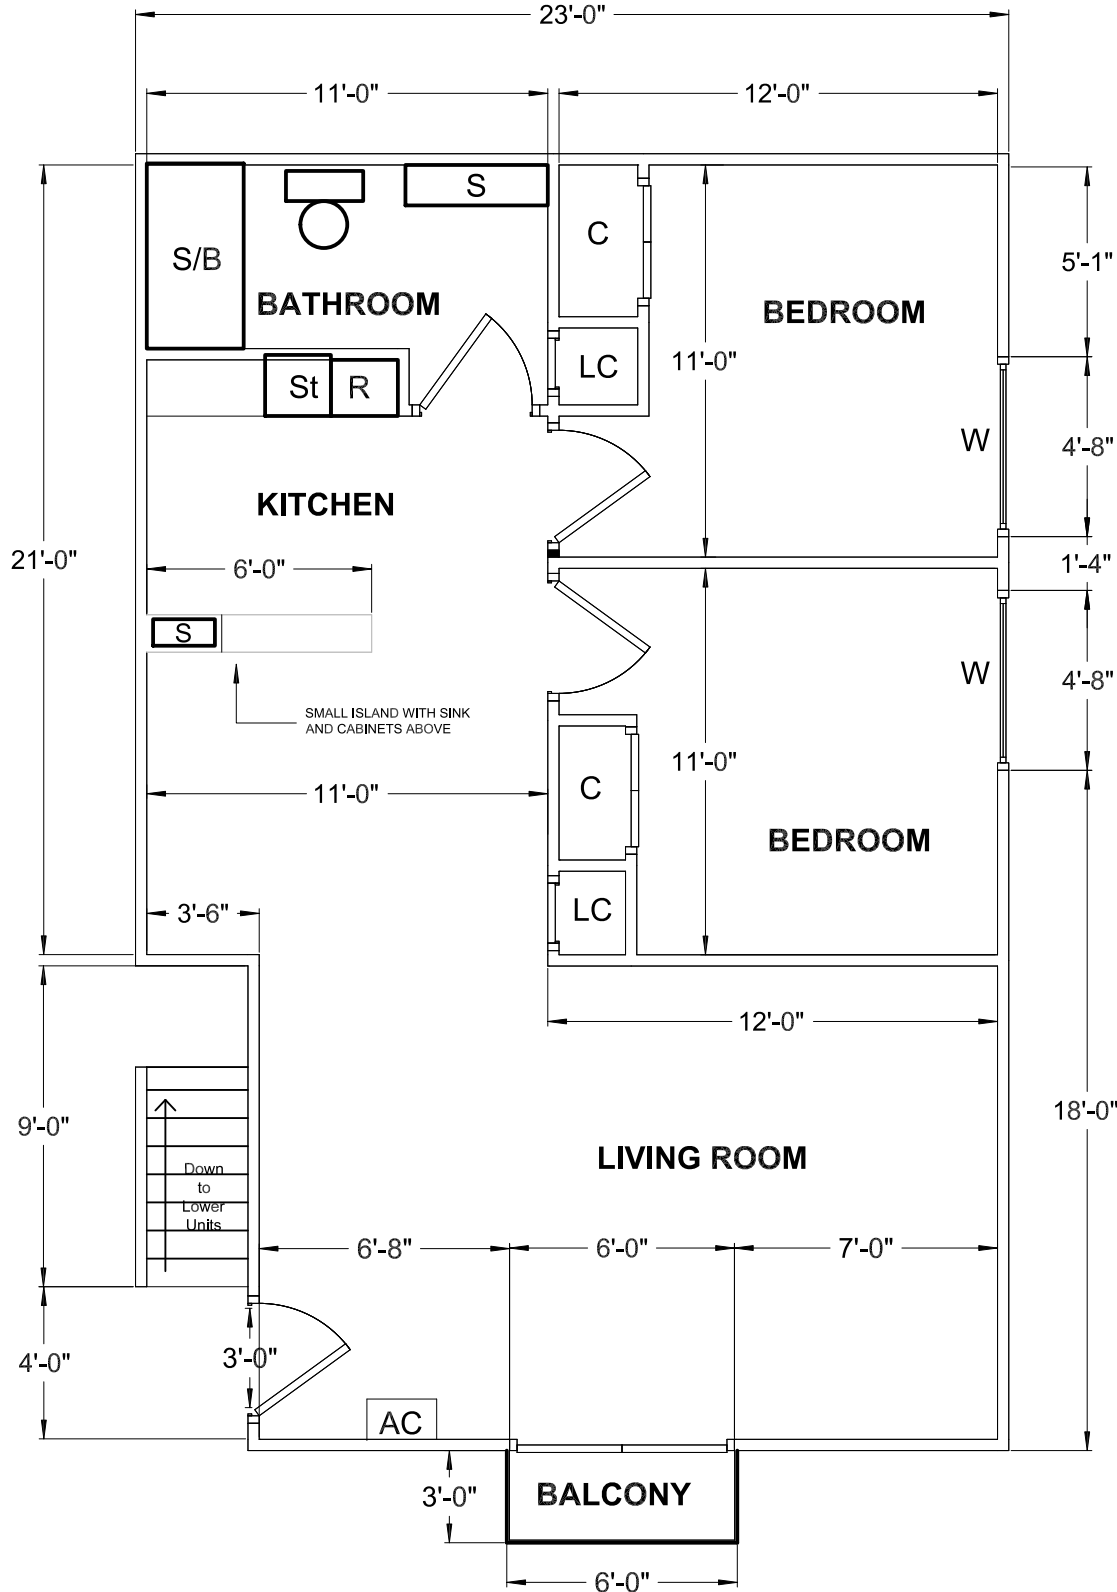 23'-0"
11'-0"
12'-0"
S
S/B
C
5'-1"
BATHROOM
BEDROOM
11'-0"
LC
St
R
W
4'-8"
KITCHEN
21'-0"
6'-0"
1'-4"
S
W
4'-8"
SMALL ISLAND WITH SINK
AND CABINETS ABOVE
11'-0"
C
11'-0"
BEDROOM
3'-6"
LC
12'-0"
9'-0"
18'-0"
LIVING ROOM
Down
to
Lower
Units
6'-8"
6'-0"
7'-0"
4'-0"
3'-0"
AC
3'-0"
BALCONY
6'-0"